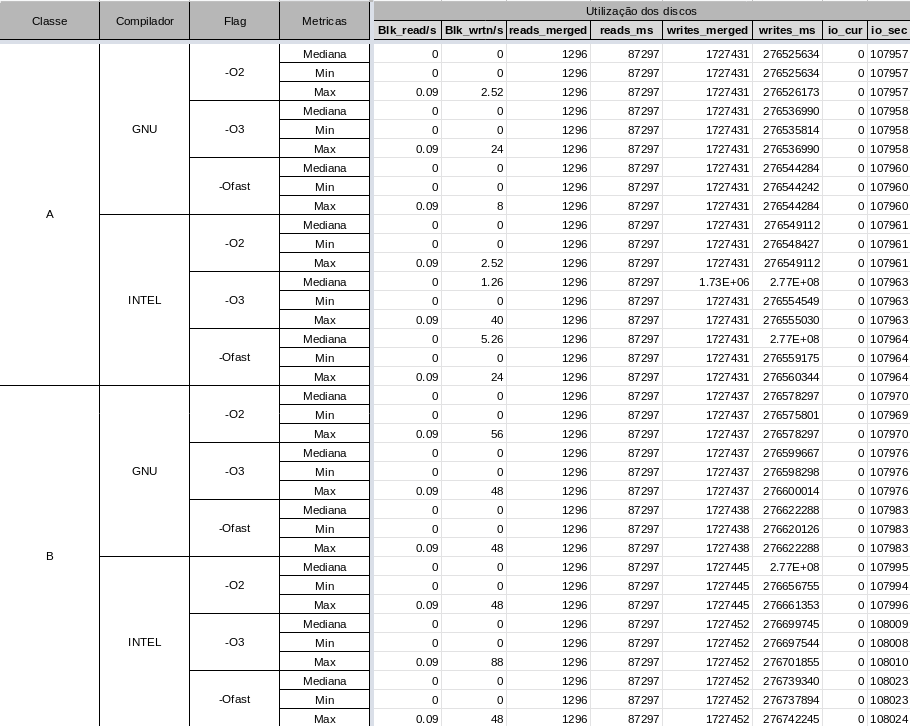 Classe Compilador Flag Metricas Utilização dos discos
Blk_read/s Blk_wrtn/s reads_merged reads_ms writes_merged writes_ms io_cur io_sec
A GNU -O2 Mediana 0 0 1296 87297 1727431 276525634 0 107957
Min 0 0 1296 87297 1727431 276525634 0 107957
Max 0.09 2.52 1296 87297 1727431 276526173 0 107957
-O3 Mediana 0 0 1296 87297 1727431 276536990 0 107958
Min 0 0 1296 87297 1727431 276535814 0 107958
Max 0.09 24 1296 87297 1727431 276536990 0 107958
-Ofast Mediana 0 0 1296 87297 1727431 276544284 0 107960
Min 0 0 1296 87297 1727431 276544242 0 107960
Max 0.09 8 1296 87297 1727431 276544284 0 107960
INTEL -O2 Mediana 0 0 1296 87297 1727431 276549112 0 107961
Min 0 0 1296 87297 1727431 276548427 0 107961
Max 0.09 2.52 1296 87297 1727431 276549112 0 107961
-O3 Mediana 0 1.26 1296 87297 1.73E+06 2.77E+08 0 107963
Min 0 0 1296 87297 1727431 276554549 0 107963
Max 0.09 40 1296 87297 1727431 276555030 0 107963
-Ofast Mediana 0 5.26 1296 87297 1727431 2.77E+08 0 107964
Min 0 0 1296 87297 1727431 276559175 0 107964
Max 0.09 24 1296 87297 1727431 276560344 0 107964
B GNU -O2 Mediana 0 0 1296 87297 1727437 276578297 0 107970
Min 0 0 1296 87297 1727437 276575801 0 107969
Max 0.09 56 1296 87297 1727437 276578297 0 107970
-O3 Mediana 0 0 1296 87297 1727437 276599667 0 107976
Min 0 0 1296 87297 1727437 276598298 0 107976
Max 0.09 48 1296 87297 1727437 276600014 0 107976
-Ofast Mediana 0 0 1296 87297 1727438 276622288 0 107983
Min 0 0 1296 87297 1727438 276620126 0 107983
Max 0.09 48 1296 87297 1727438 276622288 0 107983
INTEL -O2 Mediana 0 0 1296 87297 1727445 2.77E+08 0 107995
Min 0 0 1296 87297 1727445 276656755 0 107994
Max 0.09 48 1296 87297 1727445 276661353 0 107996
-O3 Mediana 0 0 1296 87297 1727452 276699745 0 108009
Min 0 0 1296 87297 1727452 276697544 0 108008
Max 0.09 88 1296 87297 1727452 276701855 0 108010
-Ofast Mediana 0 0 1296 87297 1727452 276739340 0 108023
Min 0 0 1296 87297 1727452 276737894 0 108023
Max 0.09 48 1296 87297 1727452 276742245 0 108024